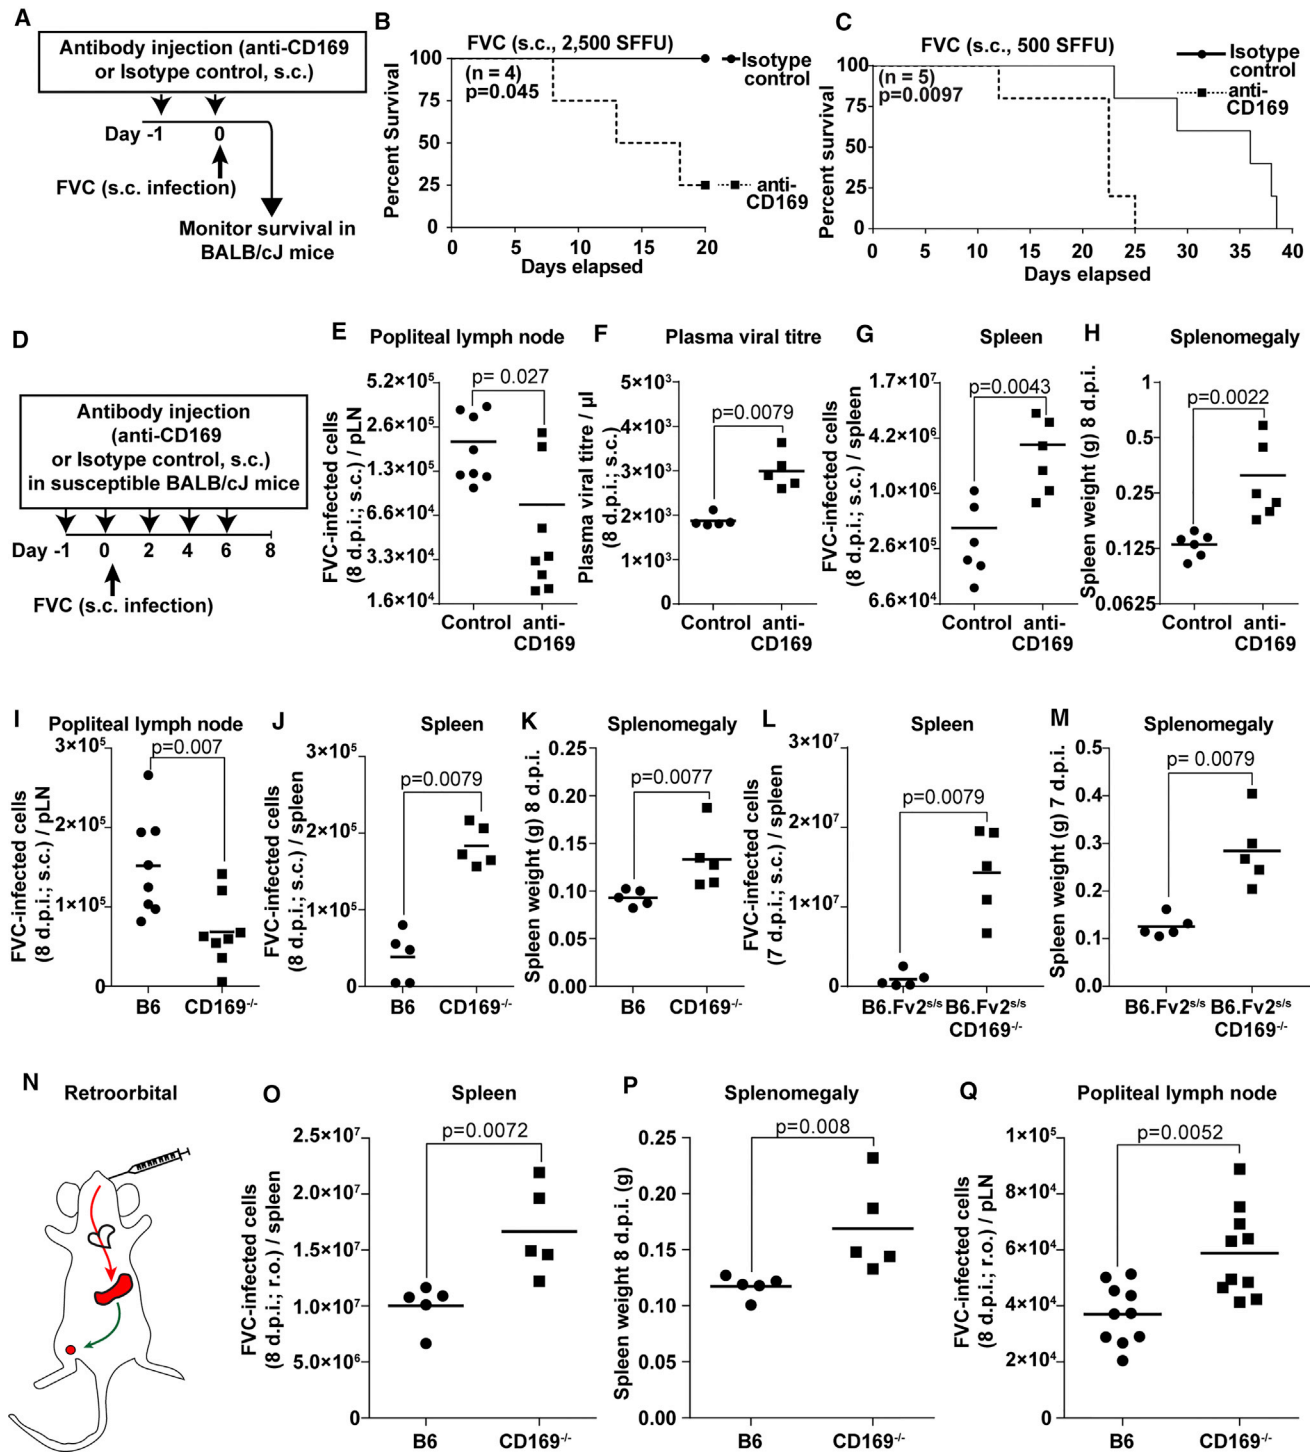 A
Antibody injection (anti-CD169
or Isotype control, s.c.)
Day -1
0
FVC (s.c. infection)
Monitor survival in
BALB/cJ mice
B
FVC (s.c., 2,500 SFFU)
(n = 4)
p=0.045
Isotype
control
anti-
CD169
Percent Survival
100
75
50
25
0
0
5
10
15
20
Days elapsed
C
FVC (s.c., 500 SFFU)
(n = 5)
p=0.0097
Isotype
control
anti-
CD169
Percent survival
100
75
50
25
0
0
5
10
15
20
25
30
35
40
Days elapsed
D
Antibody injection
(anti-CD169
or Isotype control, s.c.)
in susceptible BALB/cJ mice
Day -1
0
2
4
6
8
FVC (s.c. infection)
E
Popliteal lymph node
p= 0.027
FVC-infected cells
(8 d.p.i.; s.c.) / pLN
5.2×10⁵
2.6×10⁵
1.3×10⁵
6.6×10⁴
3.3×10⁴
1.6×10⁴
Control
anti-
CD169
F
Plasma viral titre
p=0.0079
Plasma viral titre / µl
(8 d.p.i.; s.c.)
5×10³
4×10³
3×10³
2×10³
1×10³
0
Control
anti-
CD169
G
Spleen
p=0.0043
FVC-infected cells
(8 d.p.i.; s.c.) / spleen
1.7×10⁷
4.2×10⁶
1.0×10⁶
2.6×10⁵
6.6×10⁴
Control
anti-
CD169
H
Splenomegaly
p=0.0022
Spleen weight (g) 8 d.p.i.
1
0.5
0.25
0.125
0.0625
Control
anti-
CD169
I
Popliteal lymph node
p=0.007
FVC-infected cells
(8 d.p.i.; s.c.) / pLN
3×10⁵
2×10⁵
1×10⁵
0
B6
CD169⁻/⁻
J
Spleen
p=0.0079
FVC-infected cells
(8 d.p.i.; s.c.) / spleen
3×10⁵
2×10⁵
1×10⁵
0
B6
CD169⁻/⁻
K
Splenomegaly
p=0.0077
Spleen weight (g) 8 d.p.i.
0.25
0.20
0.15
0.10
0.05
0.00
B6
CD169⁻/⁻
L
Spleen
p=0.0079
FVC-infected cells
(7 d.p.i.; s.c.) / spleen
3×10⁷
2×10⁷
1×10⁷
0
B6.Fv2ˢ/ˢ
B6.Fv2ˢ/ˢ
CD169⁻/⁻
M
Splenomegaly
p= 0.0079
Spleen weight (g) 7 d.p.i.
0.5
0.4
0.3
0.2
0.1
0.0
B6.Fv2ˢ/ˢ
B6.Fv2ˢ/ˢ
CD169⁻/⁻
N
Retroorbital
O
Spleen
p=0.0072
FVC-infected cells
(8 d.p.i.; r.o.) / spleen
2.5×10⁷
2.0×10⁷
1.5×10⁷
1.0×10⁷
5.0×10⁶
0
B6
CD169⁻/⁻
P
Splenomegaly
p=0.008
Spleen weight 8 d.p.i. (g)
0.25
0.20
0.15
0.10
0.05
0.00
B6
CD169⁻/⁻
Q
Popliteal lymph node
p=0.0052
FVC-infected cells
(8 d.p.i.; r.o.) / pLN
1×10⁵
8×10⁴
6×10⁴
4×10⁴
2×10⁴
0
B6
CD169⁻/⁻